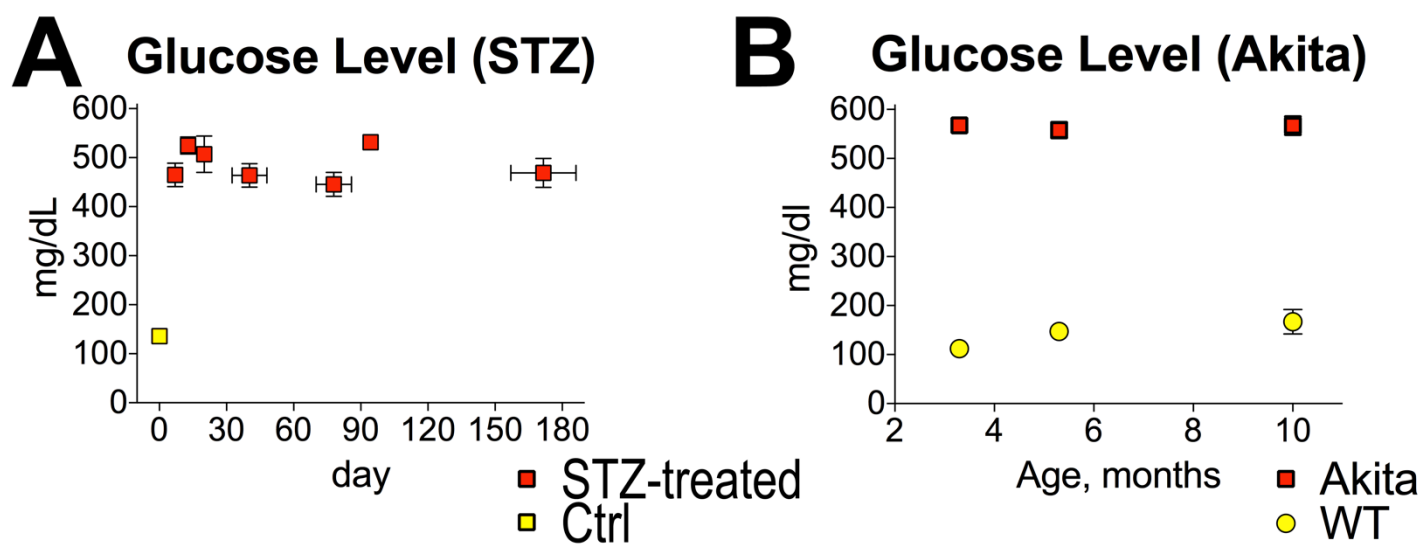 A Glucose Level (STZ)
mg/dL
600
500
400
300
200
100
0
0 30 60 90 120 150 180
day
STZ-treated
Ctrl
B Glucose Level (Akita)
mg/dl
600
500
400
300
200
100
0
2 4 6 8 10
Age, months
Akita
WT